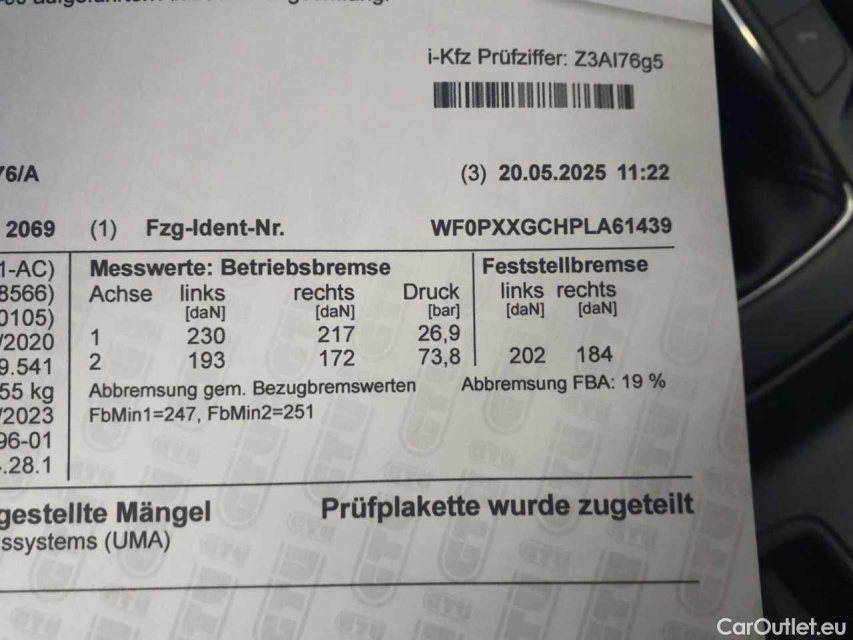 i-Kfz Prüfziffer: Z3AI76g5
76/A (3) 20.05.2025 11:22
2069 (1) Fzg-Ident-Nr. WF0PXXGCHPLA61439
1-AC) Messwerte: Betriebsbremse Feststellbremse
8566) Achse links rechts Druck links rechts
0105) [daN] [daN] [bar] [daN] [daN]
/2020 1 230 217 26,9
9.541 2 193 172 73,8 202 184
55 kg Abbremsung gem. Bezugbremswerten Abbremsung FBA: 19 %
/2023 FbMin1=247, FbMin2=251
96-01
.28.1
gestellte Mängel Prüfplakette wurde zugeteilt
ssystems (UMA)
CarOutlet.eu